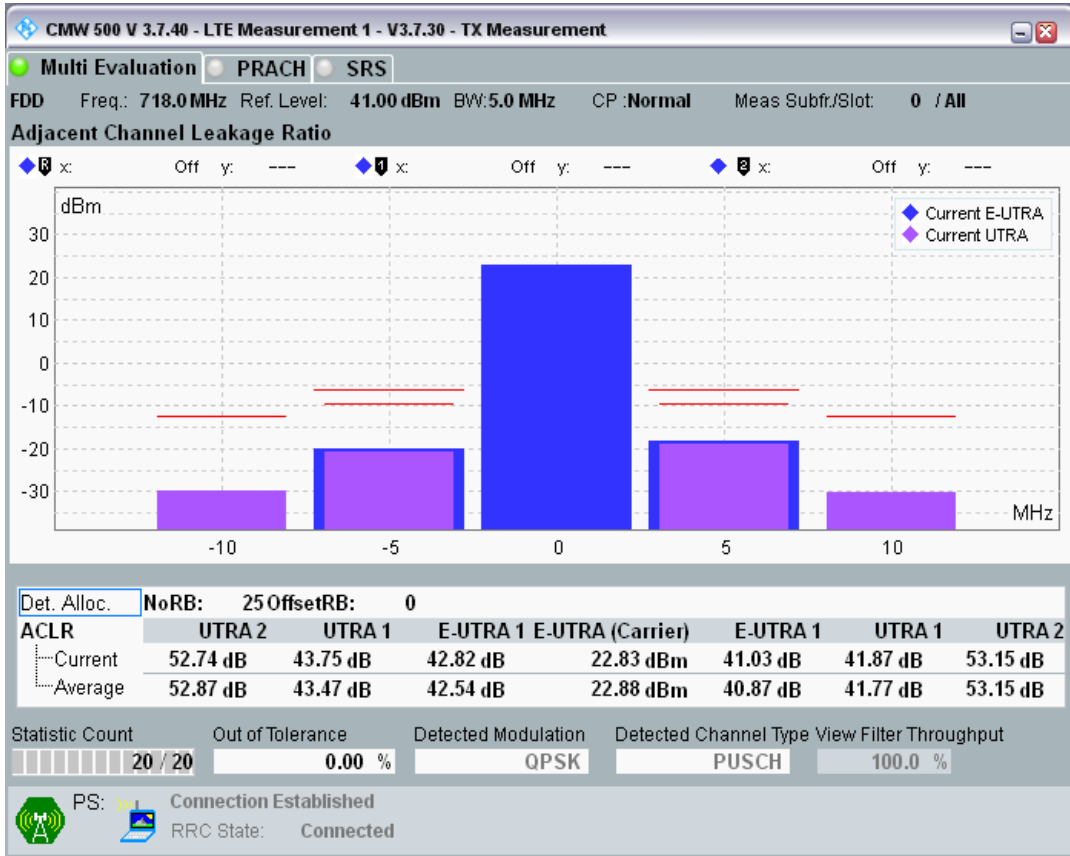 CMW 500 V 3.7.40 - LTE Measurement 1 - V3.7.30 - TX Measurement
Multi Evaluation PRACH SRS
FDD Freq.: 718.0 MHz Ref. Level: 41.00 dBm BW: 5.0 MHz CP : Normal Meas Subfr./Slot: 0 / All
Adjacent Channel Leakage Ratio
R x: Off y: --- 1 x: Off y: --- 2 x: Off y: ---
dBm
Current E-UTRA
Current UTRA
30
20
10
0
-10
-20
-30
MHz
-10 -5 0 5 10
Det. Alloc. NoRB: 25 OffsetRB: 0
ACLR UTRA 2 UTRA 1 E-UTRA 1 E-UTRA (Carrier) E-UTRA 1 UTRA 1 UTRA 2
Current 52.74 dB 43.75 dB 42.82 dB 22.83 dBm 41.03 dB 41.87 dB 53.15 dB
Average 52.87 dB 43.47 dB 42.54 dB 22.88 dBm 40.87 dB 41.77 dB 53.15 dB
Statistic Count Out of Tolerance Detected Modulation Detected Channel Type View Filter Throughput
20 / 20 0.00 % QPSK PUSCH 100.0 %
PS: Connection Established
RRC State: Connected